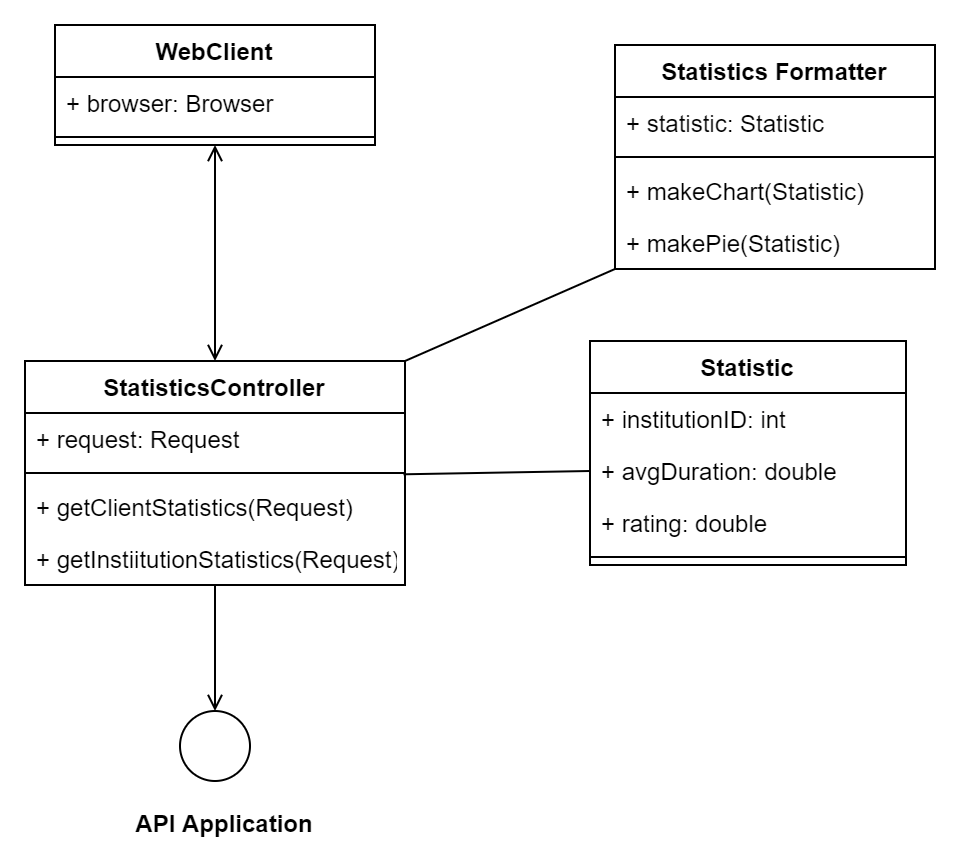 WebClient
+ browser: Browser
Statistics Formatter
+ statistic: Statistic
+ makeChart(Statistic)
+ makePie(Statistic)
StatisticsController
+ request: Request
+ getClientStatistics(Request)
+ getInstiitutionStatistics(Request)
Statistic
+ institutionID: int
+ avgDuration: double
+ rating: double
API Application